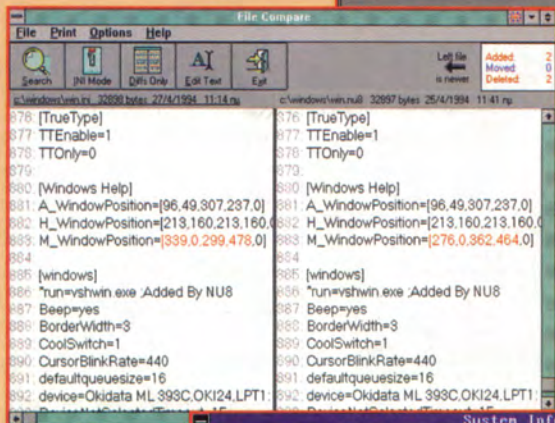 File Compare
File Print Options Help
Search INI Mode Diffs Only Edit Text Exit
Left file
is newer
Added: 2
Moved: 0
Deleted: 2
c:\windows\win.ini 32898 bytes 27/4/1994 11:14 πμ
c:\windows\win.nu8 32897 bytes 25/4/1994 11:41 πμ
876: [TrueType]
877: TTEnable=1
878: TTOnly=0
879:
880: [Windows Help]
881: A_WindowPosition=[96,49,307,237,0]
882: H_WindowPosition=[213,160,213,160,0
883: M_WindowPosition=[339,0,299,478,0]
884:
885: [windows]
886: "run=vshwin.exe ;Added By NU8
887: Beep=yes
888: BorderWidth=3
889: CoolSwitch=1
890: CursorBlinkRate=440
891: defaultqueuesize=16
892: device=Okidata ML 393C,OKI24,LPT1:
876: [TrueType]
877: TTEnable=1
878: TTOnly=0
879:
880: [Windows Help]
881: A_WindowPosition=[96,49,307,237,0]
882: H_WindowPosition=[213,160,213,160,0
883: M_WindowPosition=[276,0,362,464,0]
884:
885: [windows]
886: "run=vshwin.exe ;Added By NU8
887: Beep=yes
888: BorderWidth=3
889: CoolSwitch=1
890: CursorBlinkRate=440
891: defaultqueuesize=16
892: device=Okidata ML 393C,OKI24,LPT1:
System Info